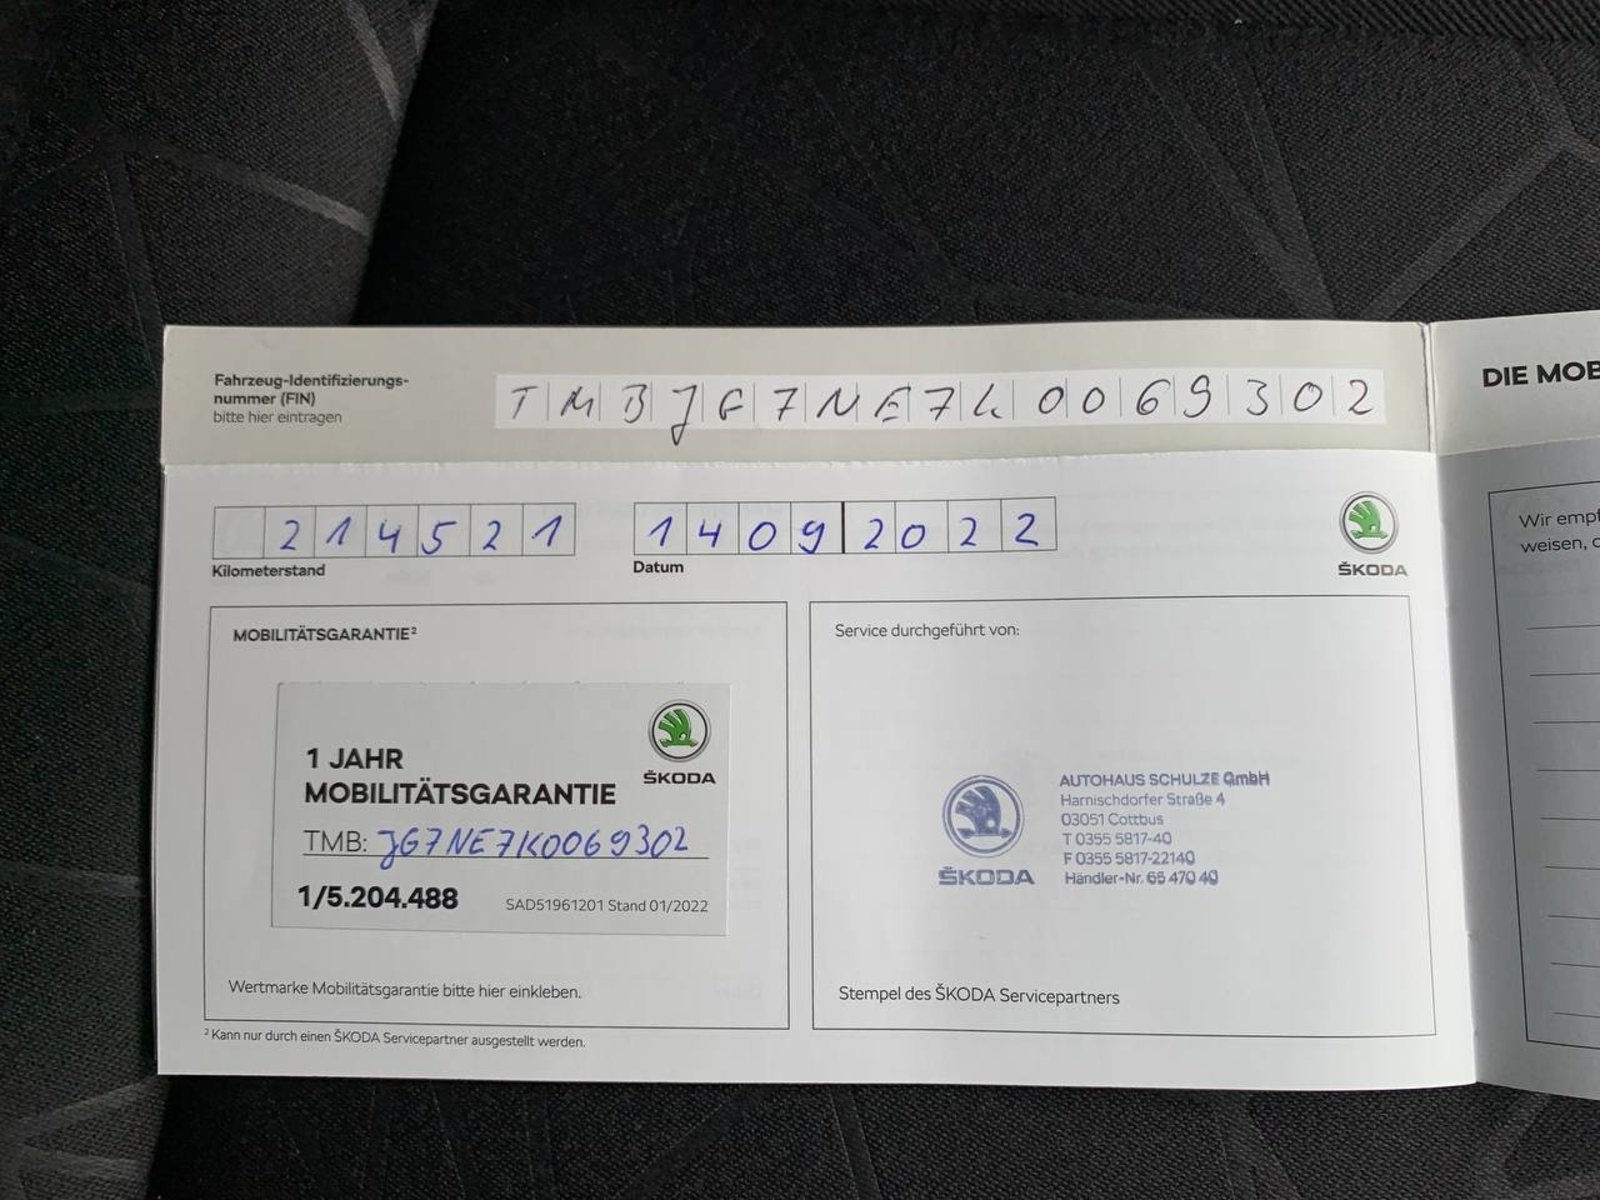 Fahrzeug-Identifizierungs-
nummer (FIN)
bitte hier eintragen
TMBJG7NE7K0069302
DIE MOB
214521
Kilometerstand
14092022
Datum
ŠKODA
Wir empf
weisen,
MOBILITÄTSGARANTIE²
1 JAHR
MOBILITÄTSGARANTIE
ŠKODA
TMB: JG7NE7K0069302
1/5.204.488 SAD51961201 Stand 01/2022
Wertmarke Mobilitätsgarantie bitte hier einkleben.
Service durchgeführt von:
ŠKODA
AUTOHAUS SCHULZE GmbH
Harnischdorfer Straße 4
03051 Cottbus
T 0355 5817-40
F 0355 5817-22140
Händler-Nr. 65 470 40
Stempel des ŠKODA Servicepartners
² Kann nur durch einen ŠKODA Servicepartner ausgestellt werden.